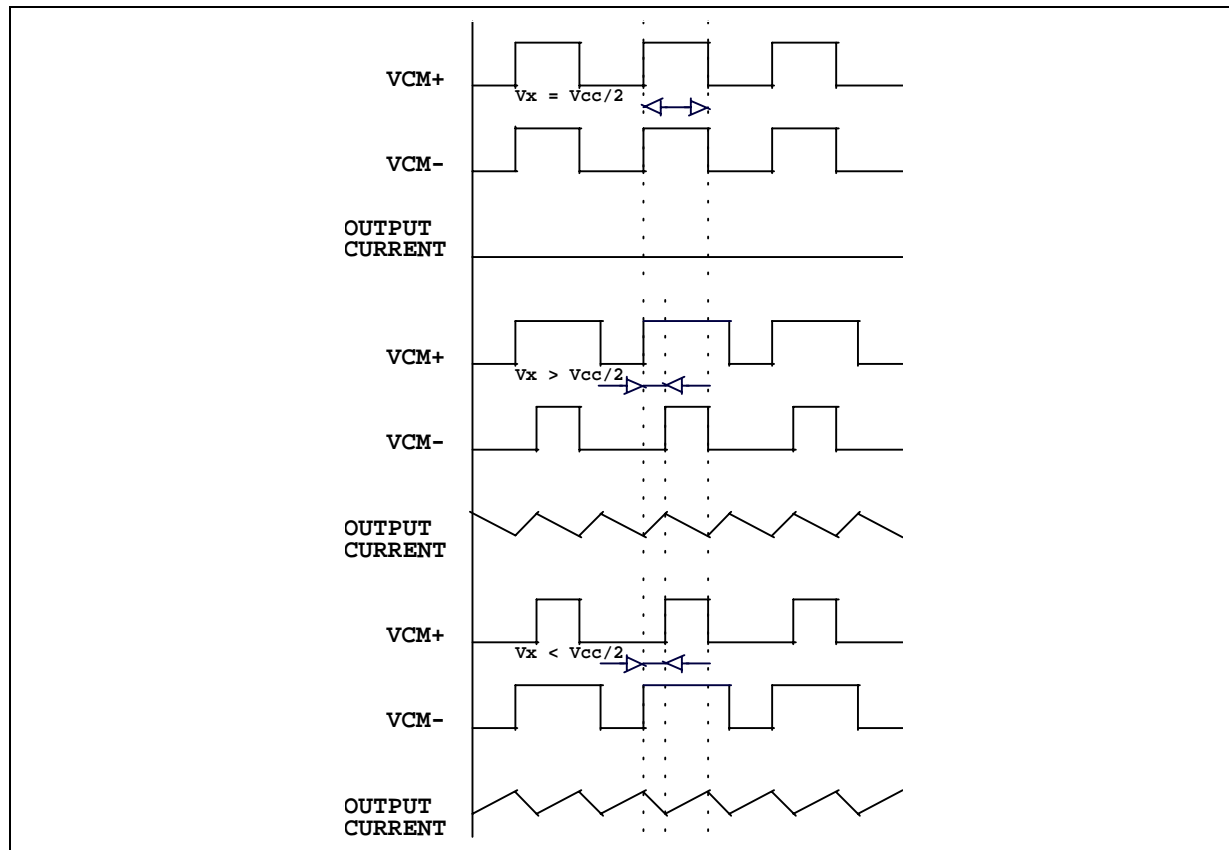 VCM+
Vx = Vcc/2
VCM-
OUTPUT
CURRENT
VCM+
Vx > Vcc/2
VCM-
OUTPUT
CURRENT
VCM+
Vx < Vcc/2
VCM-
OUTPUT
CURRENT